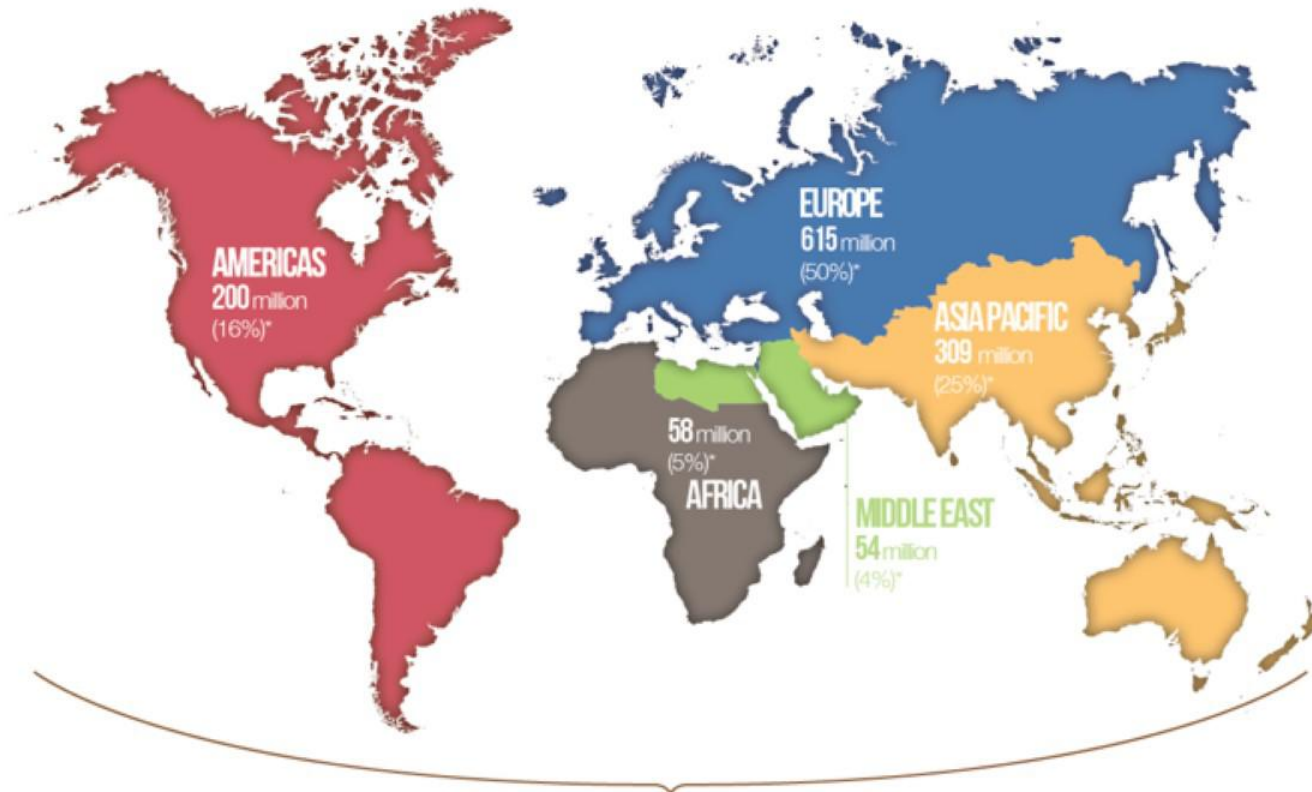 AMERICAS
200 million
(16%)*
EUROPE
615 million
(50%)*
ASIA PACIFIC
309 million
(25%)*
58 million
(5%)*
AFRICA
MIDDLE EAST
54 million
(4%)*